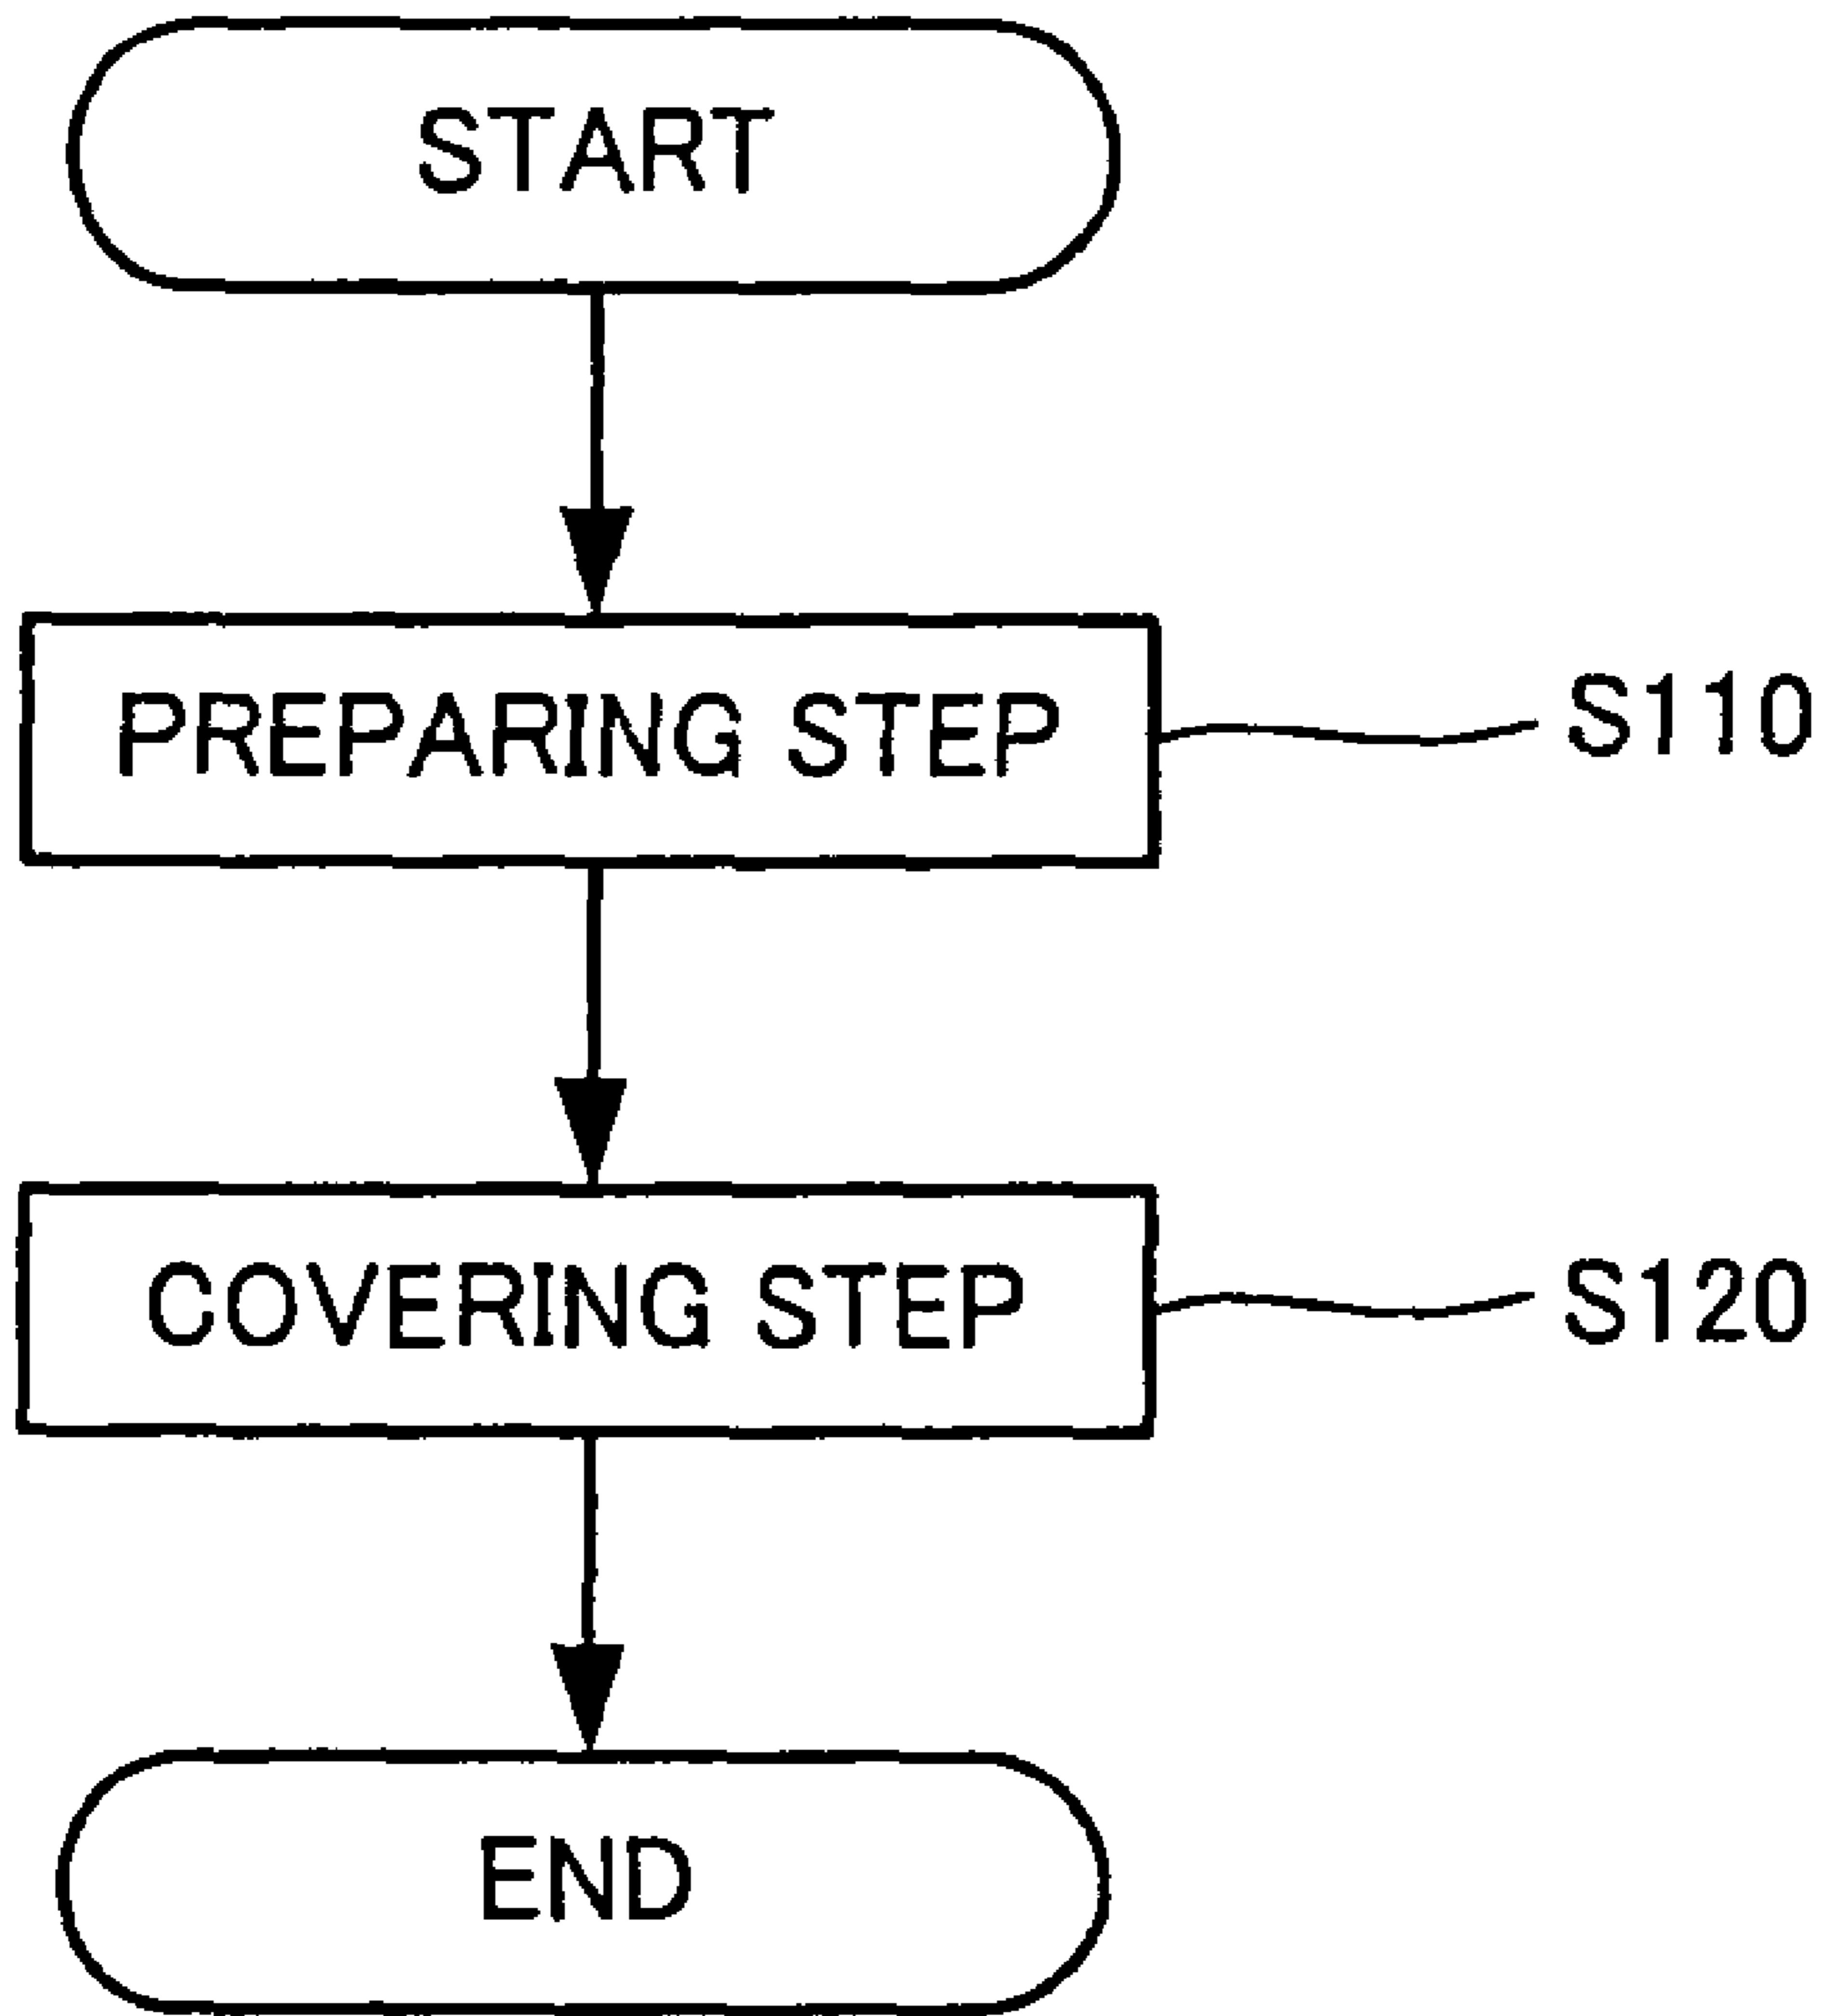 START
PREPARING STEP
S110
COVERING STEP
S120
END